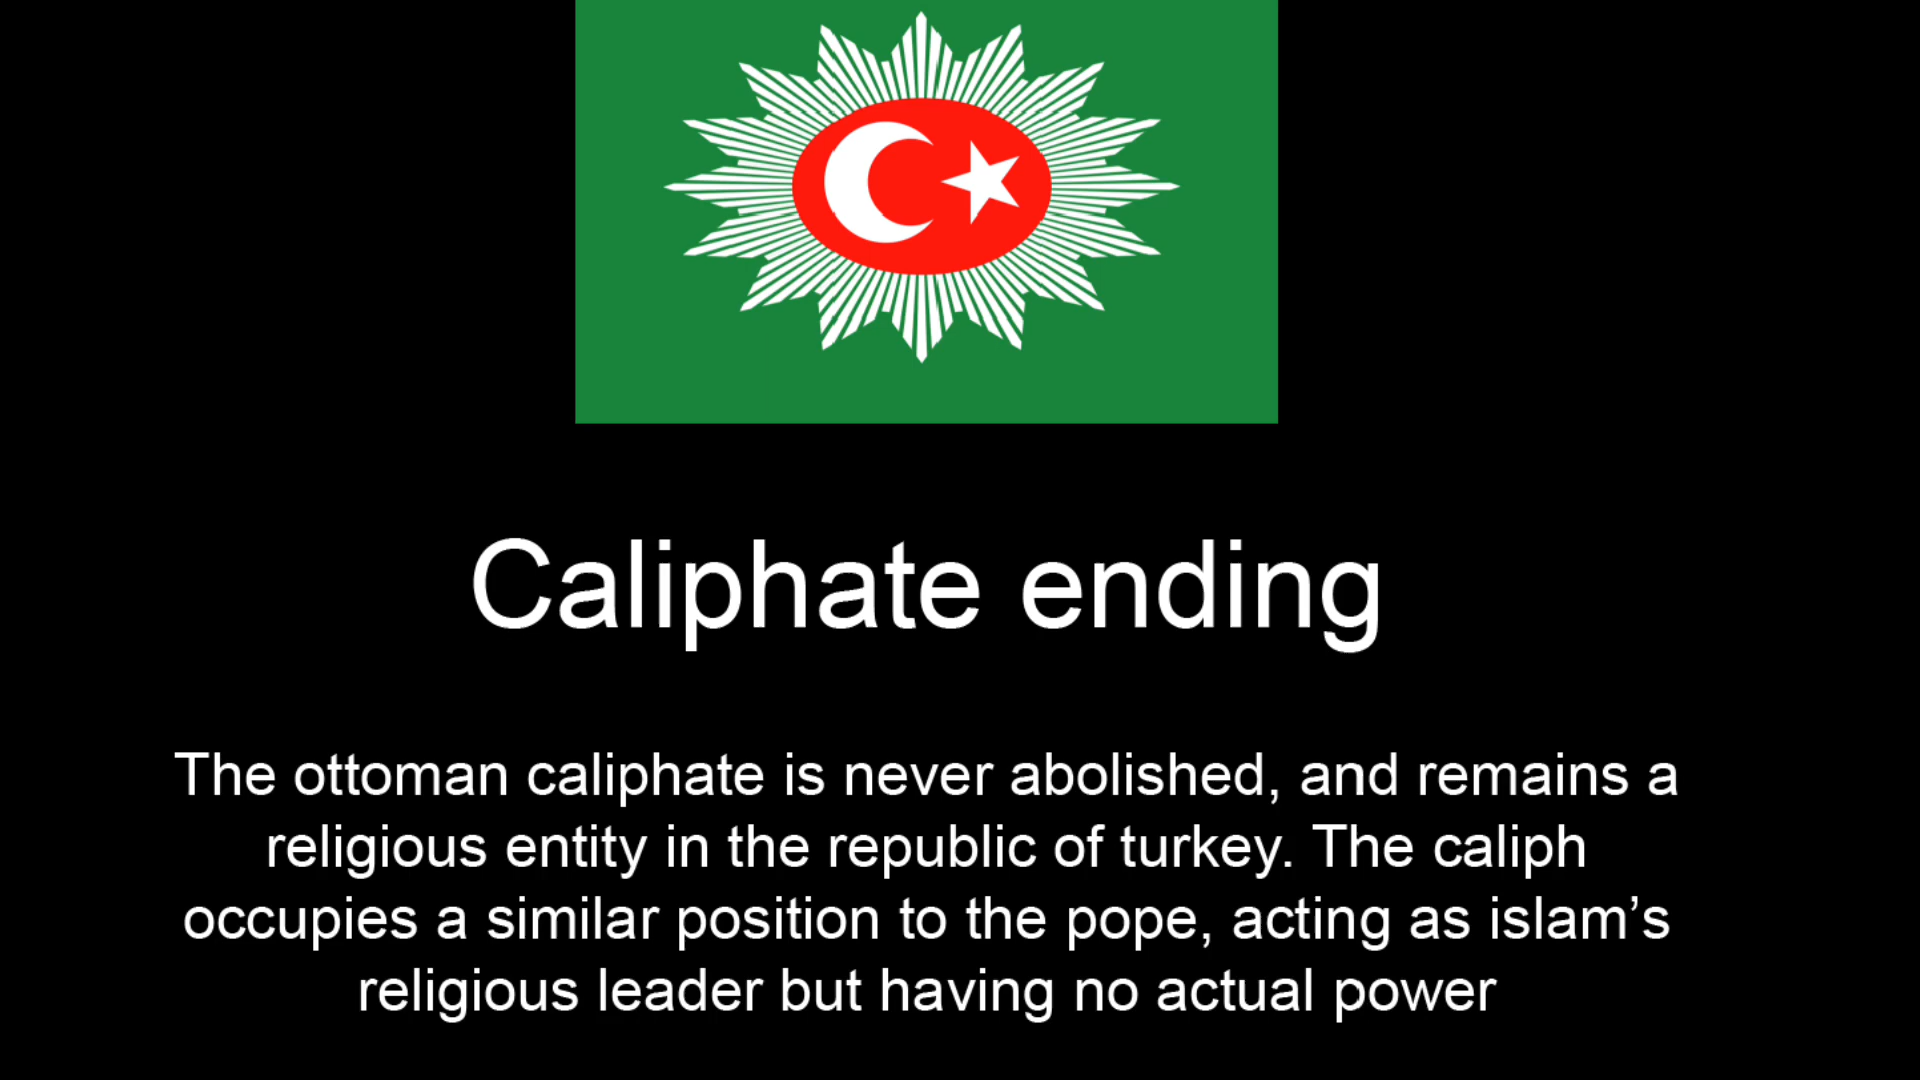 Caliphate ending
The ottoman caliphate is never abolished, and remains a
religious entity in the republic of turkey. The caliph
occupies a similar position to the pope, acting as islam’s
religious leader but having no actual power